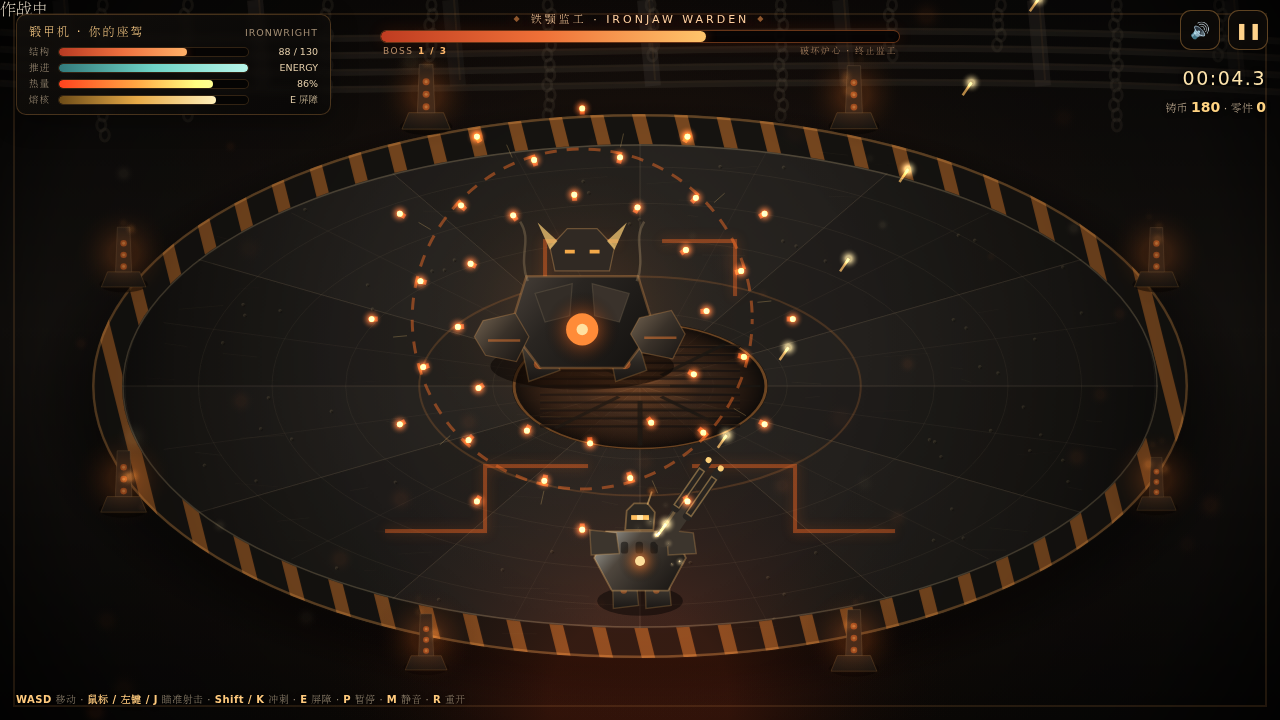 作战中
锻甲机 · 你的座驾 IRONWRIGHT
结构 88 / 130
推进 ENERGY
热量 86%
熔核 E 屏障
◆ 铁颚监工 · IRONJAW WARDEN ◆
BOSS 1 / 3 破坏炉心 · 终止监工
00:04.3
铸币 180 · 零件 0
WASD 移动 · 鼠标 / 左键 / J 瞄准射击 · Shift / K 冲刺 · E 屏障 · P 暂停 · M 静音 · R 重开